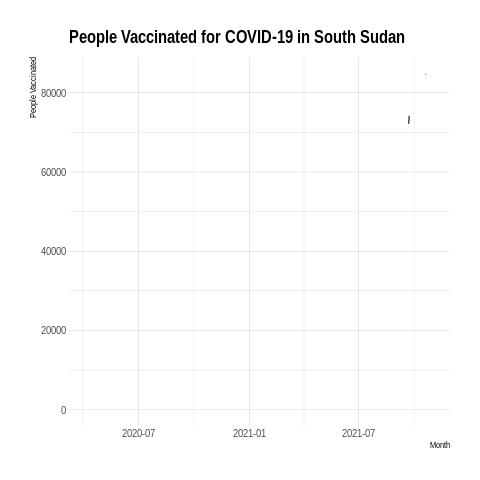 People Vaccinated for COVID-19 in South Sudan
People Vaccinated
80000
60000
40000
20000
0
2020-07 2021-01 2021-07
Month